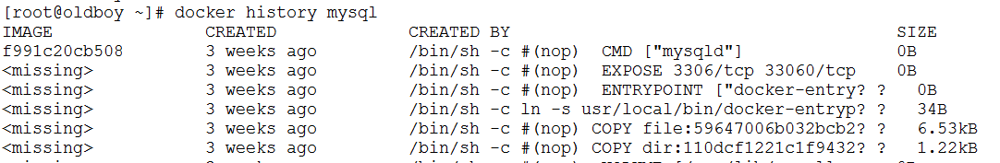 [root@oldboy ~]# docker history mysql
IMAGE CREATED CREATED BY SIZE
f991c20cb508 3 weeks ago /bin/sh -c #(nop) CMD ["mysqld"] 0B
<missing> 3 weeks ago /bin/sh -c #(nop) EXPOSE 3306/tcp 33060/tcp 0B
<missing> 3 weeks ago /bin/sh -c #(nop) ENTRYPOINT ["docker-entry? ? 0B
<missing> 3 weeks ago /bin/sh -c ln -s usr/local/bin/docker-entryp? ? 34B
<missing> 3 weeks ago /bin/sh -c #(nop) COPY file:59647006b032bcb2? ? 6.53kB
<missing> 3 weeks ago /bin/sh -c #(nop) COPY dir:110dcf1221c1f9432? ? 1.22kB